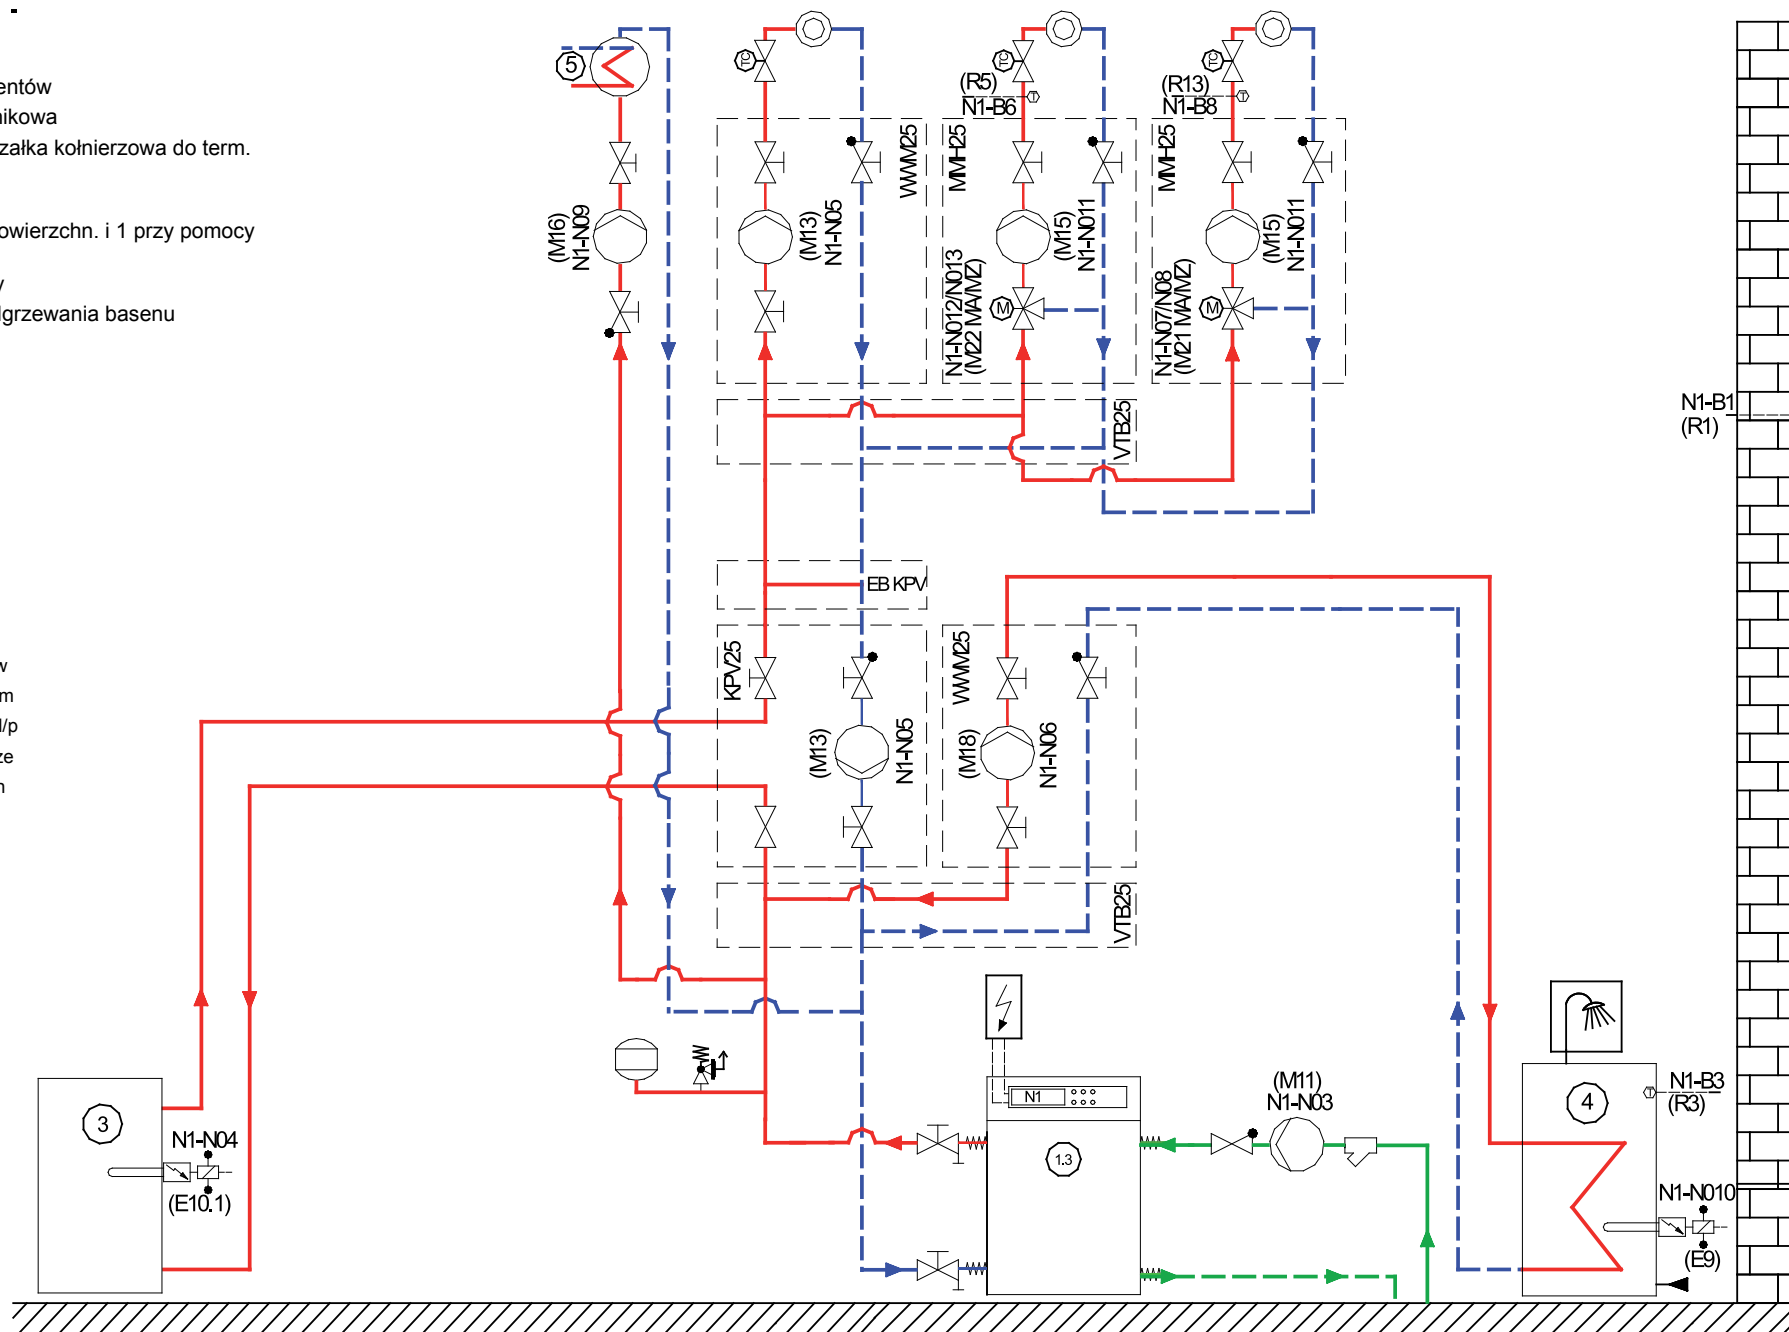 entów
nikowa
załka kołnierzowa do term.
owierzchn. i 1 przy pomocy
y
lgrzewania basenu
w
m
l/p
ze
n
5
TC
TC
TC
(R5)
N1-B6
T
(R13)
N1-B8
T
WWM25
MMH25
MMH25
(M16)
N1-N09
(M13)
N1-N05
(M15)
N1-N011
(M15)
N1-N011
N1-N012/N013
(M22 MA/MZ)
M
N1-N07/N08
(M21 MA/MZ)
M
VTB25
N1-B1
(R1)
EB KPV
KPV25
WWM25
(M13)
N1-N05
(M18)
N1-N06
VTB25
N1
1.3
(M11)
N1-N03
3
N1-N04
(E10.1)
4
T
N1-B3
(R3)
N1-N010
(E9)